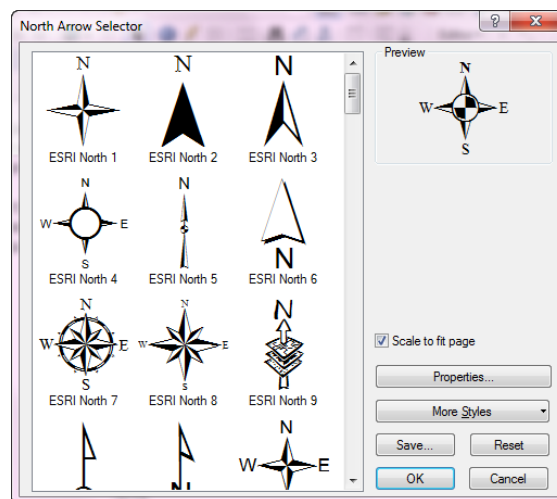 North Arrow Selector
N
N
N
ESRI North 1
ESRI North 2
ESRI North 3
N
W E
S
N
N
ESRI North 4
ESRI North 5
ESRI North 6
N
W E
S
N
W E
S
N
ESRI North 7
ESRI North 8
ESRI North 9
N
N
W E
Preview
N
W E
S
Scale to fit page
Properties...
More Styles
Save...
Reset
OK
Cancel